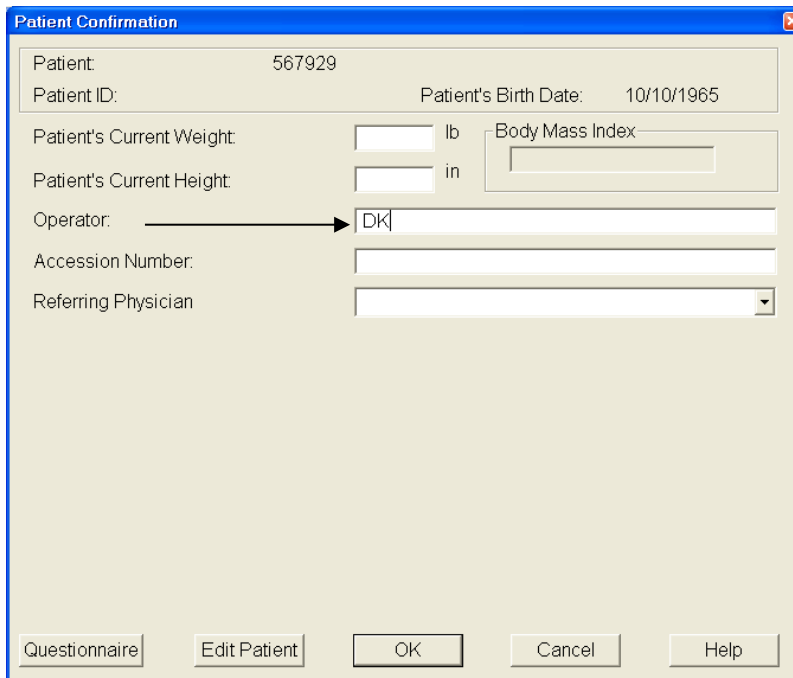 Patient Confirmation
Patient: 567929
Patient ID: Patient's Birth Date: 10/10/1965
Patient's Current Weight: lb Body Mass Index
Patient's Current Height: in
Operator: DK
Accession Number:
Referring Physician
Questionnaire Edit Patient OK Cancel Help